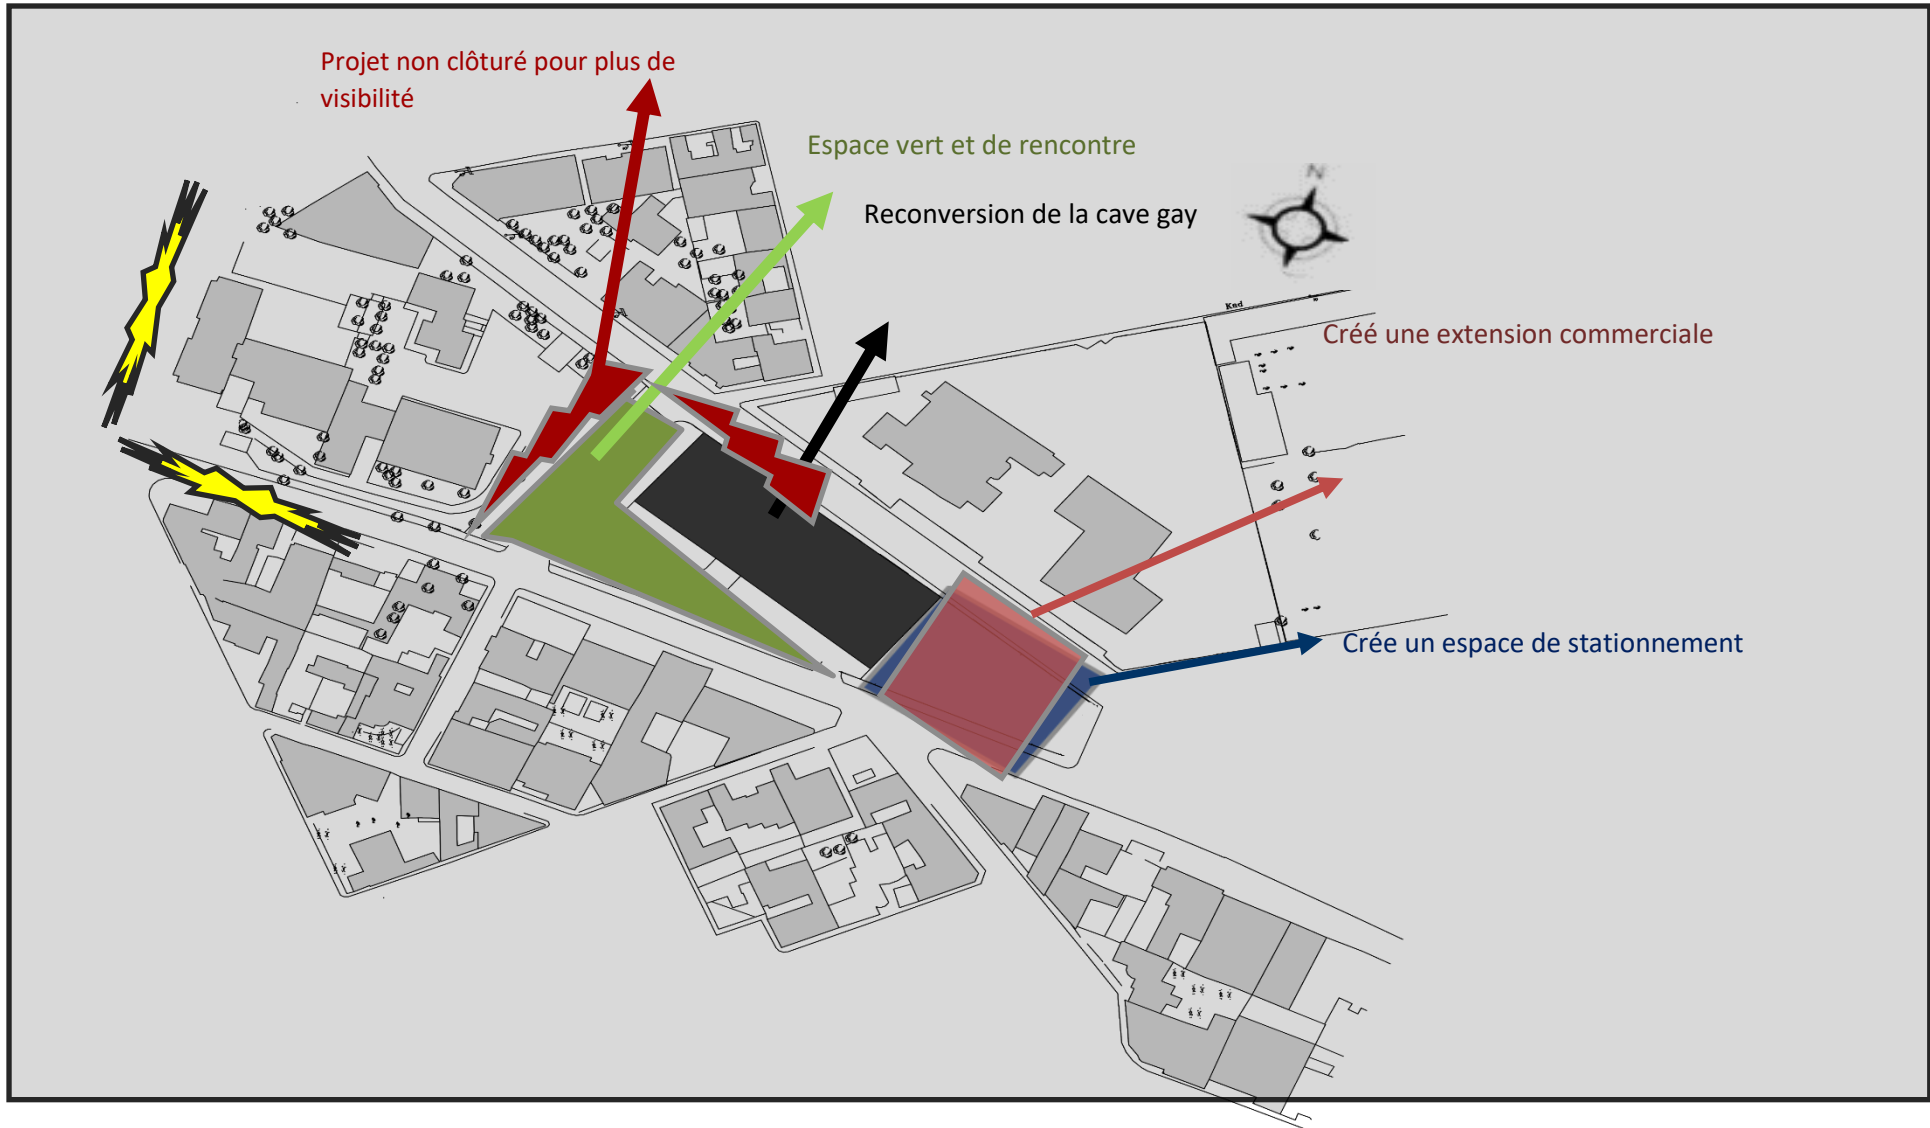 Projet non clôturé pour plus de
visibilité
Espace vert et de rencontre
N
Reconversion de la cave gay
Knd
Créé une extension commerciale
Crée un espace de stationnement